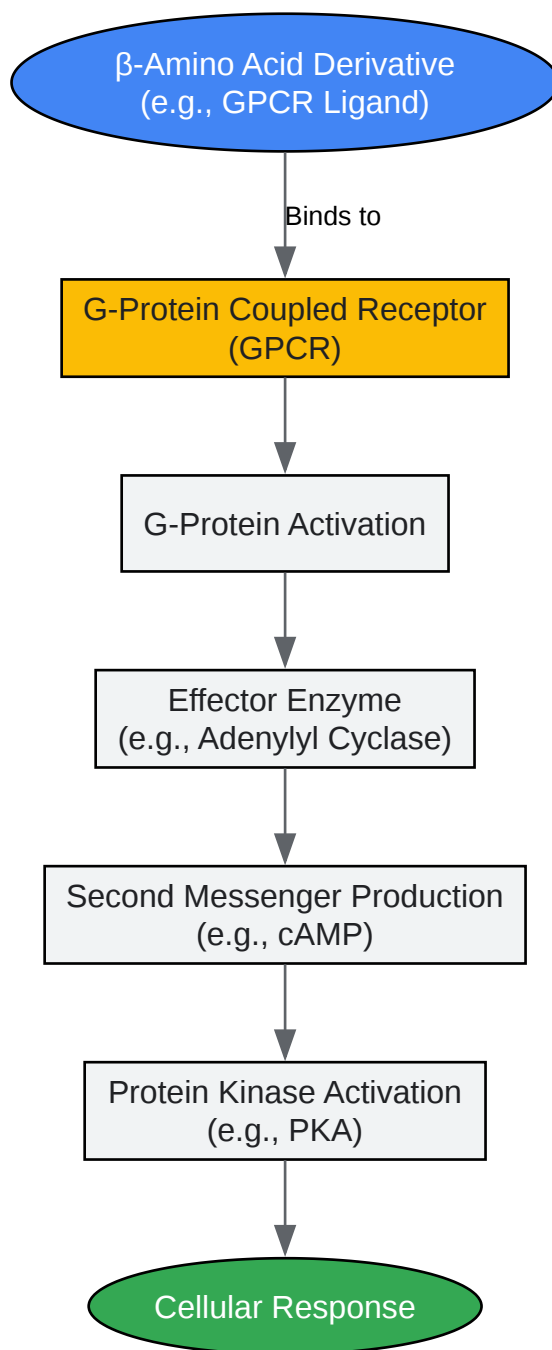 β-Amino Acid Derivative
(e.g., GPCR Ligand)
Binds to
G-Protein Coupled Receptor
(GPCR)
G-Protein Activation
Effector Enzyme
(e.g., Adenylyl Cyclase)
Second Messenger Production
(e.g., cAMP)
Protein Kinase Activation
(e.g., PKA)
Cellular Response